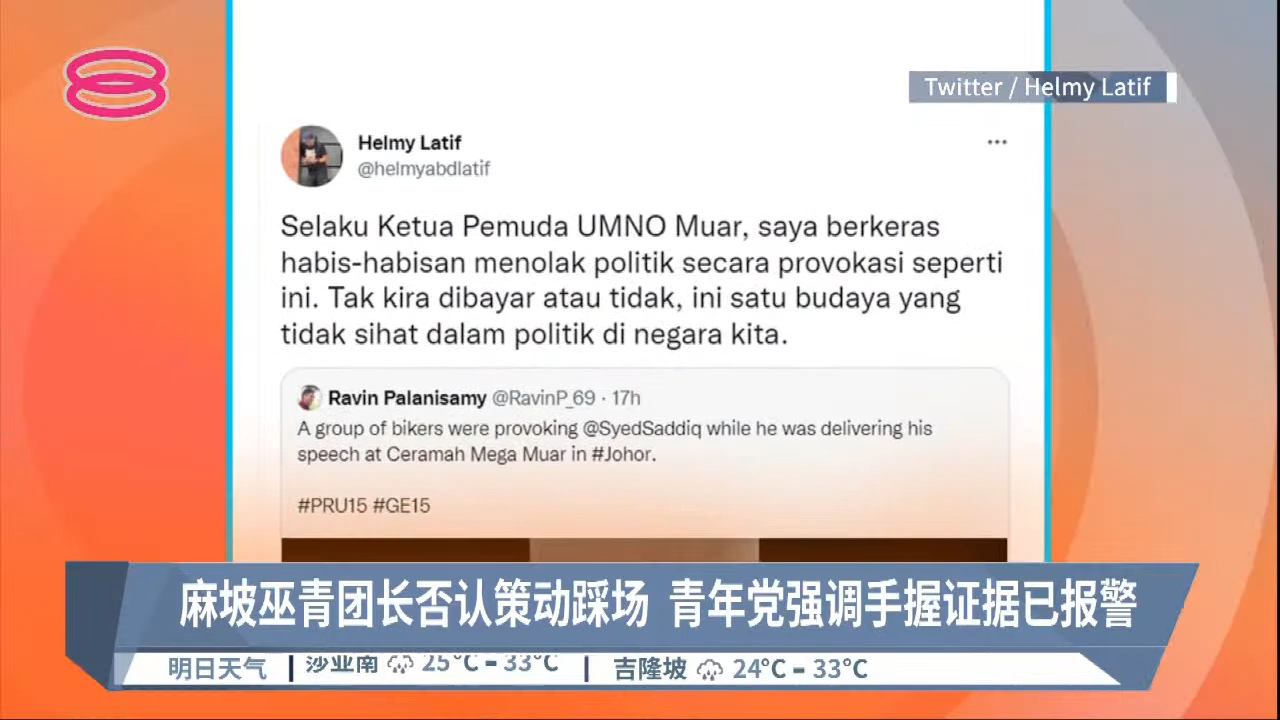 Twitter / Helmy Latif
Helmy Latif
@helmyabdlatif
Selaku Ketua Pemuda UMNO Muar, saya berkeras
habis-habisan menolak politik secara provokasi seperti
ini. Tak kira dibayar atau tidak, ini satu budaya yang
tidak sihat dalam politik di negara kita.
Ravin Palanisamy @RavinP_69 · 17h
A group of bikers were provoking @SyedSaddiq while he was delivering his
speech at Ceramah Mega Muar in #Johor.
#PRU15 #GE15
麻坡巫青团长否认策动踩场 青年党强调手握证据已报警
明日天气 | 沙亚南 25°C - 33°C | 吉隆坡 24°C - 33°C